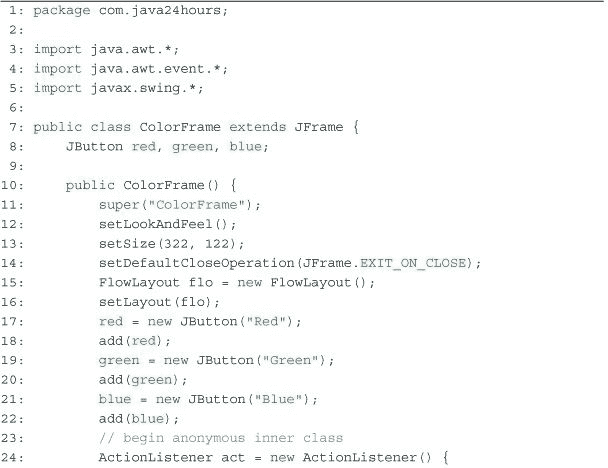 1: package com.java24hours;
2:
3: import java.awt.*;
4: import java.awt.event.*;
5: import javax.swing.*;
6:
7: public class ColorFrame extends JFrame {
8:     JButton red, green, blue;
9:
10:     public ColorFrame() {
11:         super("ColorFrame");
12:         setLookAndFeel();
13:         setSize(322, 122);
14:         setDefaultCloseOperation(JFrame.EXIT_ON_CLOSE);
15:         FlowLayout flo = new FlowLayout();
16:         setLayout(flo);
17:         red = new JButton("Red");
18:         add(red);
19:         green = new JButton("Green");
20:         add(green);
21:         blue = new JButton("Blue");
22:         add(blue);
23:         // begin anonymous inner class
24:         ActionListener act = new ActionListener() {